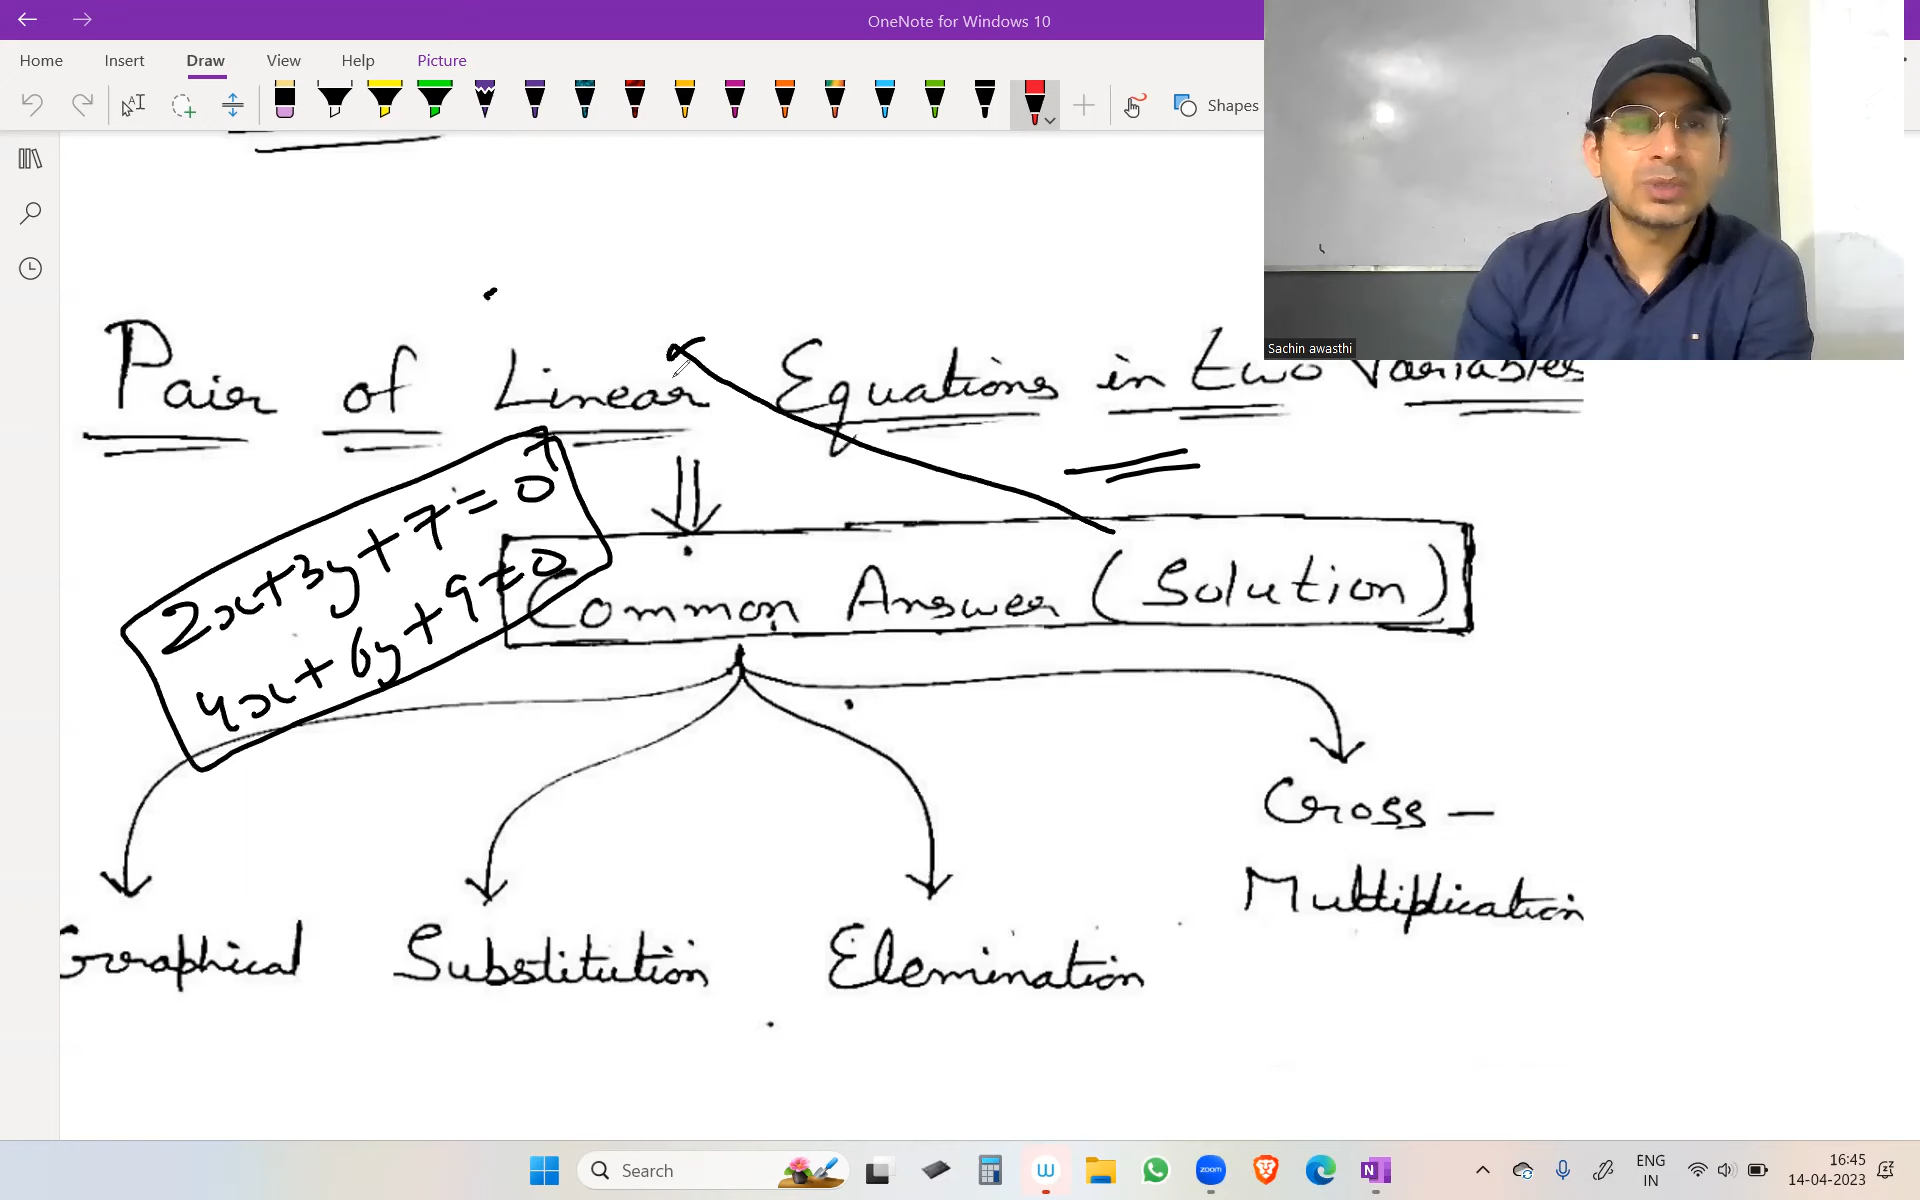 OneNote for Windows 10
Home Insert Draw View Help Picture
Shapes
Sachin awasthi
Pair of Linear Equations in two Variables
2x+3y+7=0
4x+6y+9=0
Common Answer (Solution)
Cross -
Multiplication
Graphical Substitution Elemination
Search
ENG
IN
16:45
14-04-2023